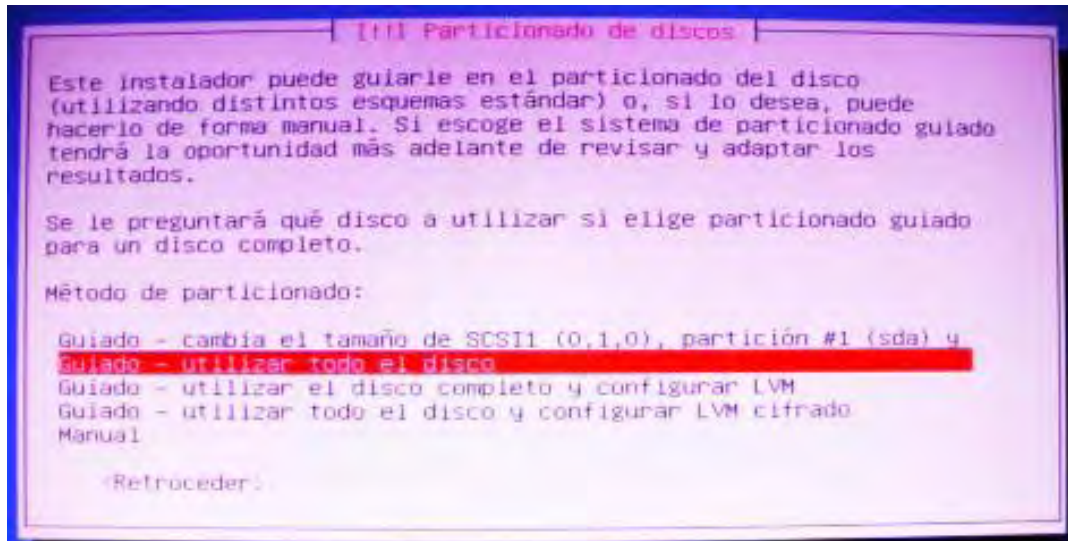 [!!] Particionado de discos
Este instalador puede guiarle en el particionado del disco
(utilizando distintos esquemas estándar) o, si lo desea, puede
hacerlo de forma manual. Si escoge el sistema de particionado guiado
tendrá la oportunidad más adelante de revisar y adaptar los
resultados.
Se le preguntará qué disco a utilizar si elige particionado guiado
para un disco completo.
Método de particionado:
Guiado - cambia el tamaño de SCSI1 (0,1,0), partición #1 (sda) y
Guiado - utilizar todo el disco
Guiado - utilizar el disco completo y configurar LVM
Guiado - utilizar todo el disco y configurar LVM cifrado
Manual
<Retroceder>